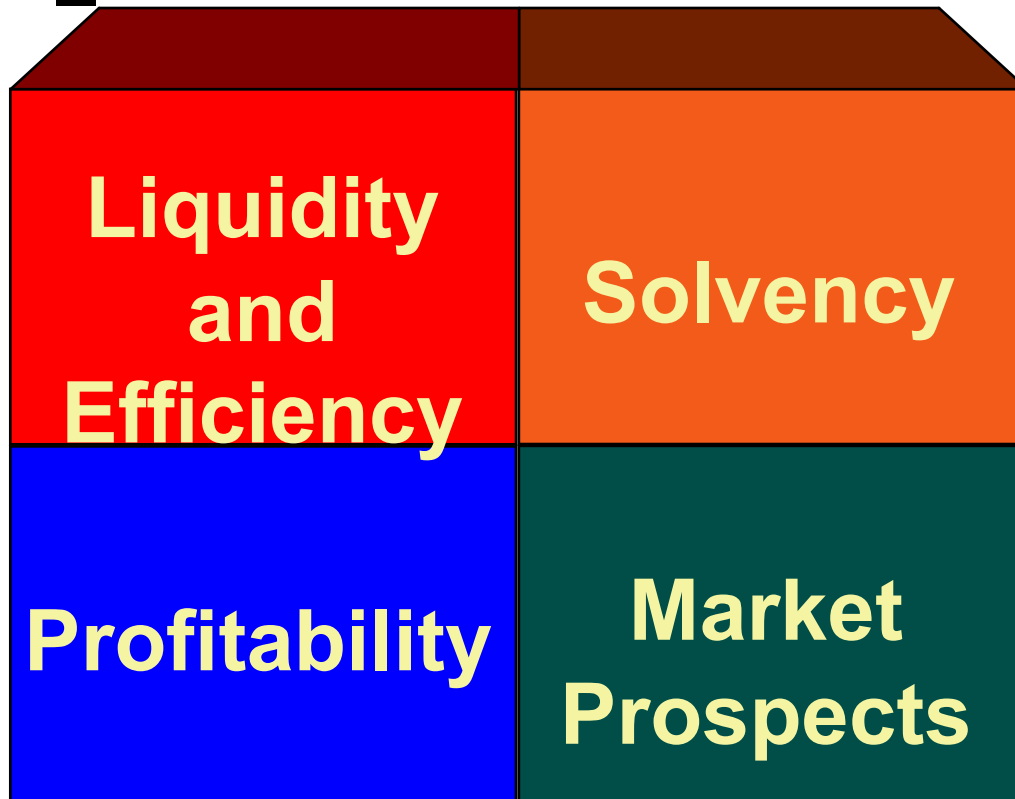 Liquidity
and
Efficiency
Solvency
Profitability
Market
Prospects